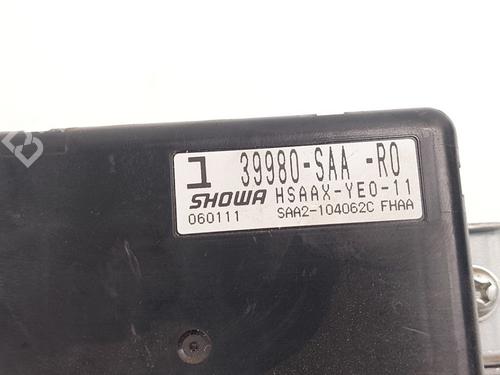 1 39980-SAA -R0
SHOWA HSAAX-YE0-11
060111 SAA2-104062C FHAA